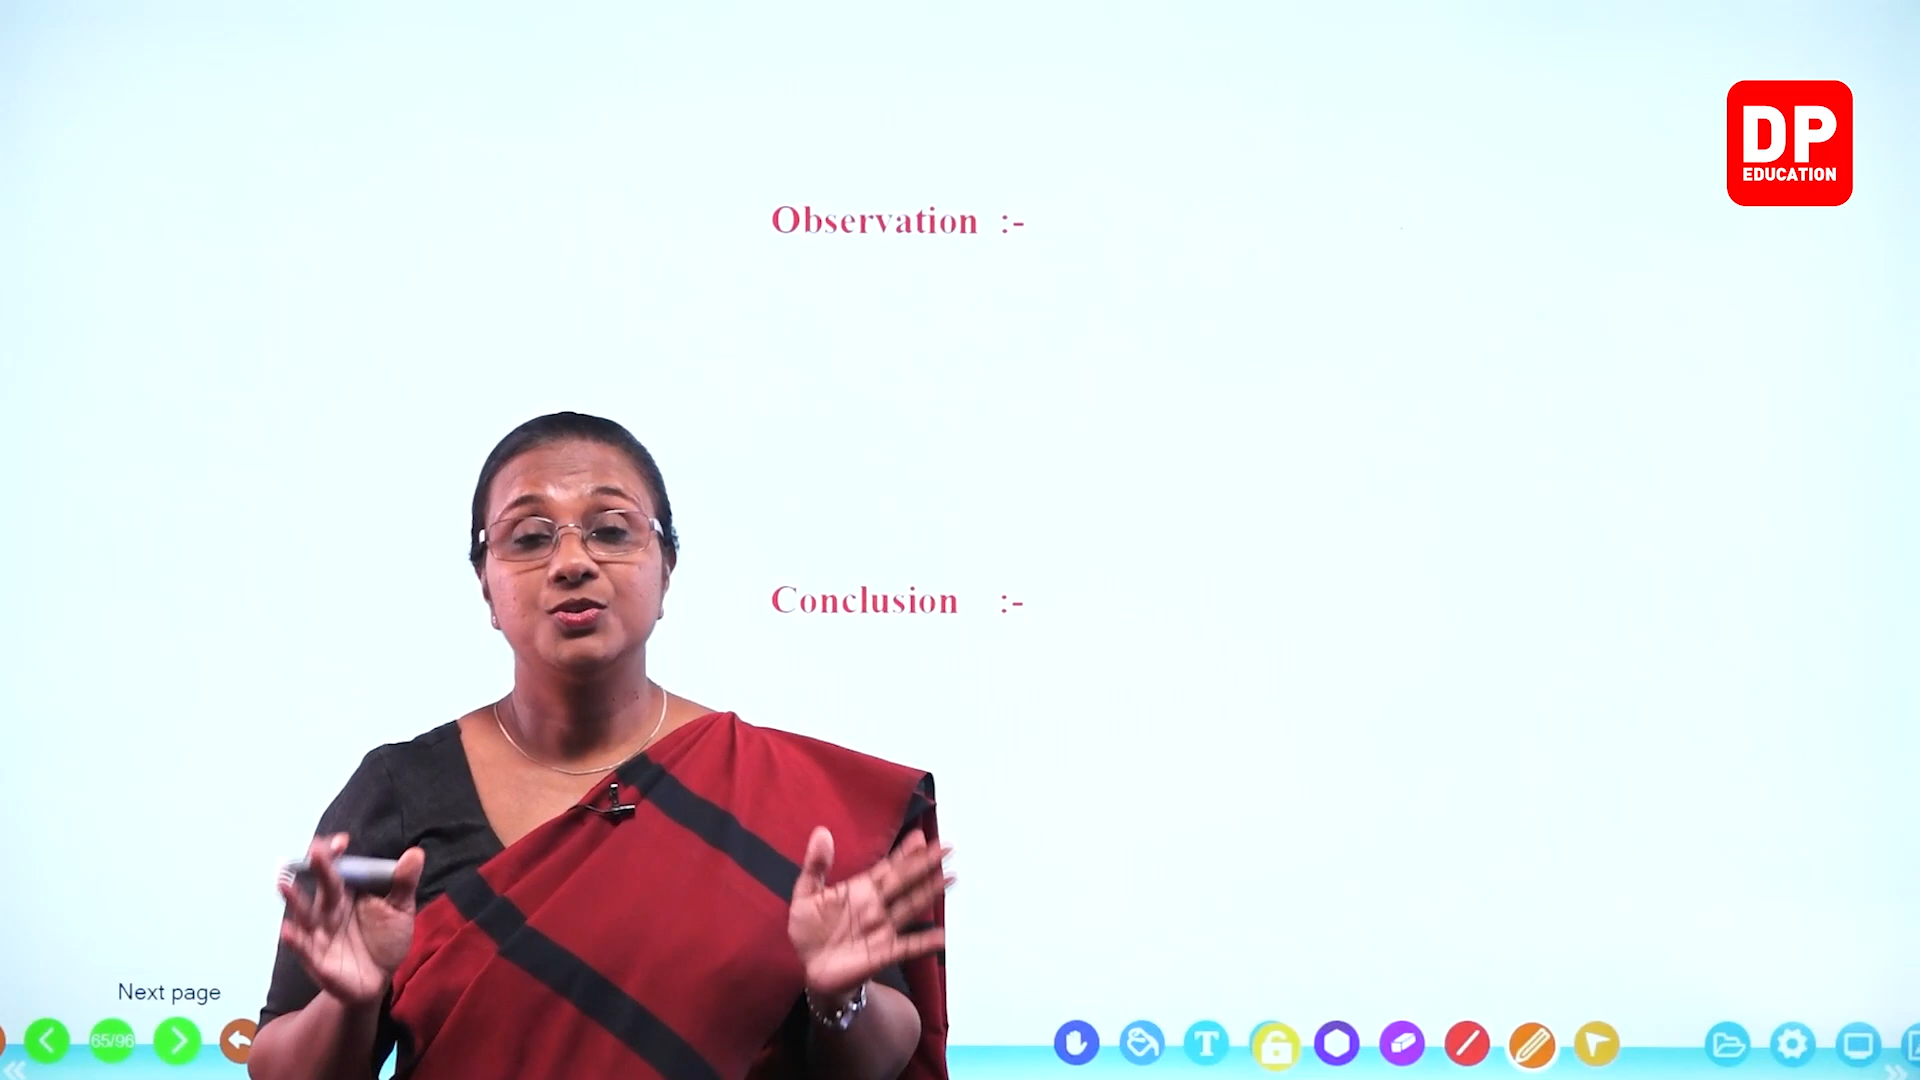 DP
EDUCATION
Observation :-
Conclusion :-
Next page
65/96
T